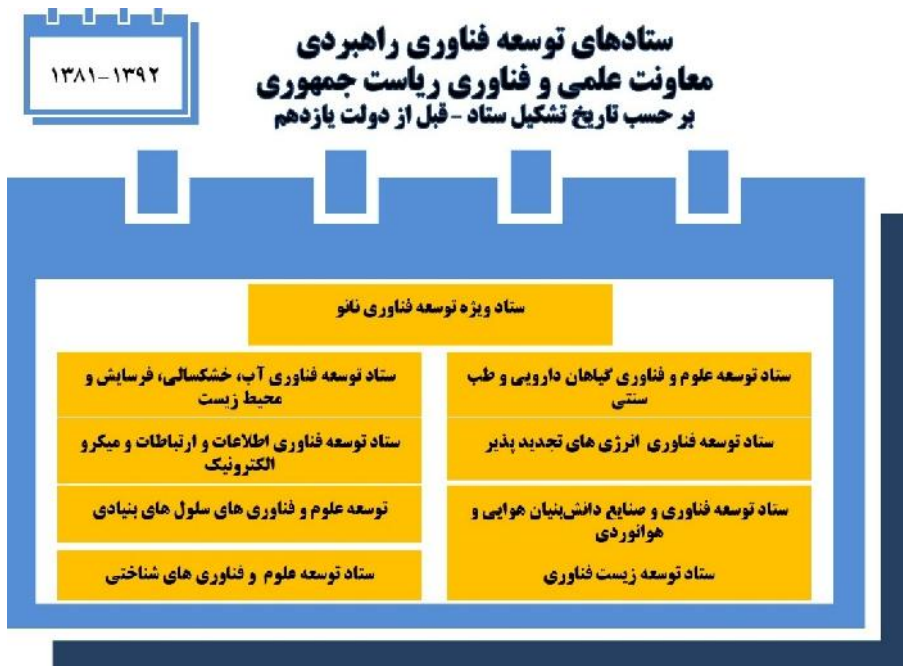 ستادهای توسعه فناوری راهبردی
معاونت علمی و فناوری ریاست جمهوری
بر حسب تاریخ تشکیل ستاد - قبل از دولت یازدهم
۱۳۸۱-۱۳۹۲
ستاد ویژه توسعه فناوری نانو
ستاد توسعه علوم و فناوری گیاهان دارویی و طب
سنتی
ستاد توسعه فناوری آب، خشکسالی، فرسایش و
محیط زیست
ستاد توسعه فناوری انرژی های تجدید پذیر
ستاد توسعه فناوری اطلاعات و ارتباطات و میکرو
الکترونیک
ستاد توسعه فناوری و صنایع دانش‌بنیان هوایی و
هوانوردی
توسعه علوم و فناوری های سلول های بنیادی
ستاد توسعه زیست فناوری
ستاد توسعه علوم و فناوری های شناختی